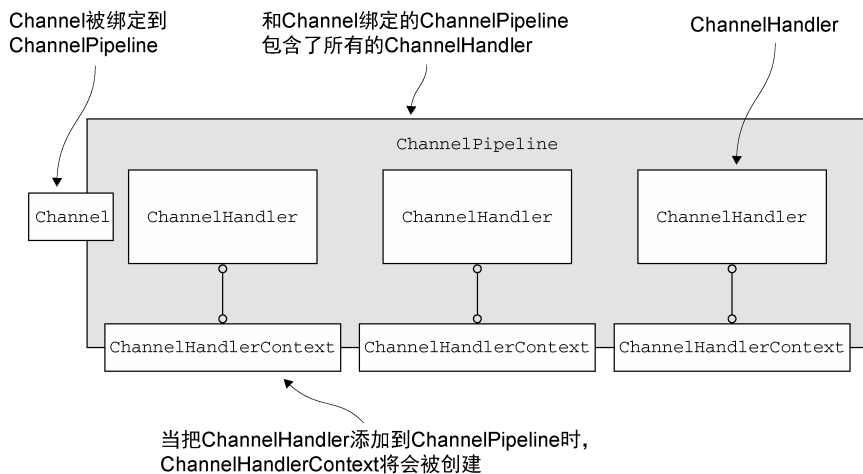 Channel被绑定到
ChannelPipeline
和Channel绑定的ChannelPipeline
包含了所有的ChannelHandler
ChannelHandler
ChannelPipeline
Channel
ChannelHandler
ChannelHandler
ChannelHandler
ChannelHandlerContext
ChannelHandlerContext
ChannelHandlerContext
当把ChannelHandler添加到ChannelPipeline时，
ChannelHandlerContext将会被创建